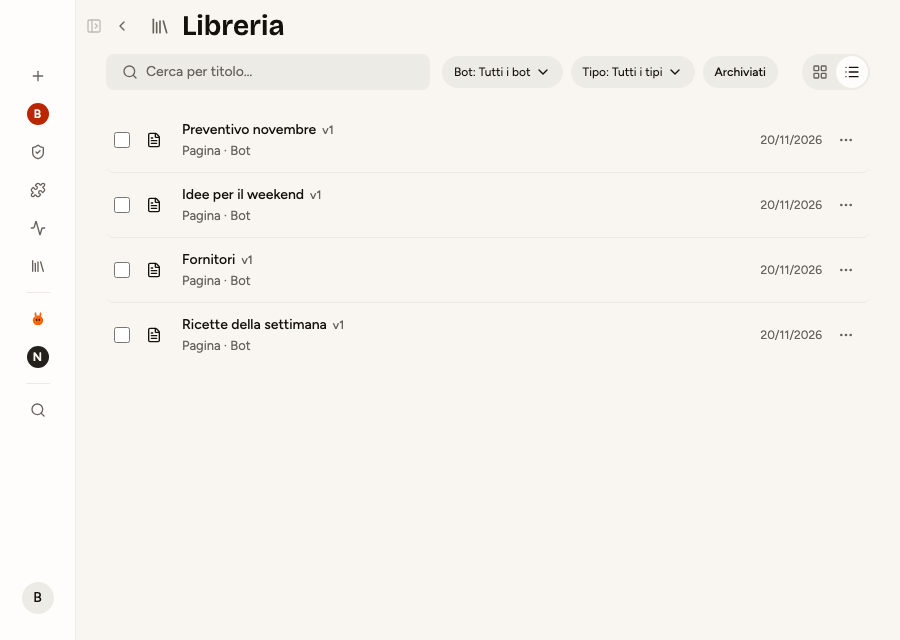 Libreria
Cerca per titolo...
Bot: Tutti i bot
Tipo: Tutti i tipi
Archiviati
B
N
B
Preventivo novembre v1
Pagina · Bot
20/11/2026
Idee per il weekend v1
Pagina · Bot
20/11/2026
Fornitori v1
Pagina · Bot
20/11/2026
Ricette della settimana v1
Pagina · Bot
20/11/2026